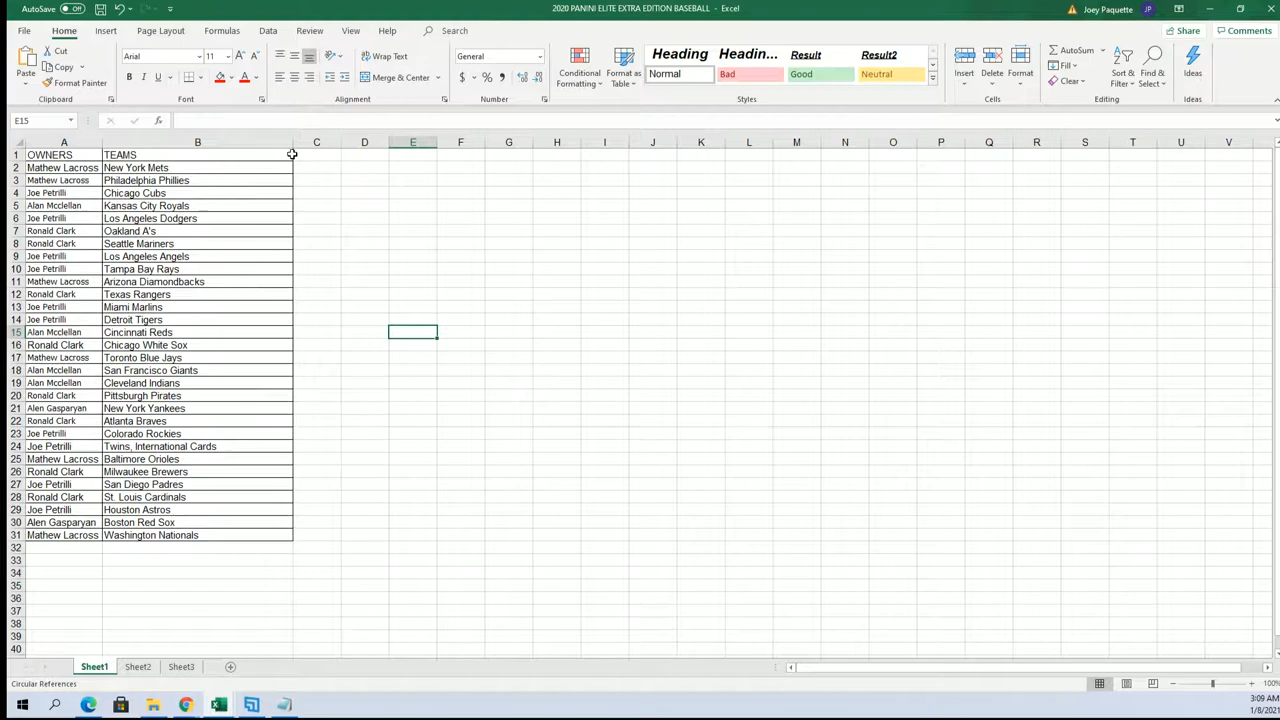 AutoSave Off 2020 PANINI ELITE EXTRA EDITION BASEBALL - Excel Joey Paquette JP
File Home Insert Page Layout Formulas Data Review View Help Search Share Comments
Cut Arial 11 Wrap Text General Heading Headin... Result Result2 AutoSum
Copy Fill
Paste Format Painter B I U Merge & Center $ % Conditional Formatting Format as Table Normal Bad Good Neutral Insert Delete Format Clear Sort & Filter Find & Select Ideas
Clipboard Font Alignment Number Styles Cells Editing Ideas
E15 fx
A B C D E F G H I J K L M N O P Q R S T U V
1 OWNERS TEAMS
2 Mathew Lacross New York Mets
3 Mathew Lacross Philadelphia Phillies
4 Joe Petrilli Chicago Cubs
5 Alan Mcclellan Kansas City Royals
6 Joe Petrilli Los Angeles Dodgers
7 Ronald Clark Oakland A's
8 Ronald Clark Seattle Mariners
9 Joe Petrilli Los Angeles Angels
10 Joe Petrilli Tampa Bay Rays
11 Mathew Lacross Arizona Diamondbacks
12 Ronald Clark Texas Rangers
13 Joe Petrilli Miami Marlins
14 Joe Petrilli Detroit Tigers
15 Alan Mcclellan Cincinnati Reds
16 Ronald Clark Chicago White Sox
17 Mathew Lacross Toronto Blue Jays
18 Alan Mcclellan San Francisco Giants
19 Alan Mcclellan Cleveland Indians
20 Ronald Clark Pittsburgh Pirates
21 Alen Gasparyan New York Yankees
22 Ronald Clark Atlanta Braves
23 Joe Petrilli Colorado Rockies
24 Joe Petrilli Twins, International Cards
25 Mathew Lacross Baltimore Orioles
26 Ronald Clark Milwaukee Brewers
27 Joe Petrilli San Diego Padres
28 Ronald Clark St. Louis Cardinals
29 Joe Petrilli Houston Astros
30 Alen Gasparyan Boston Red Sox
31 Mathew Lacross Washington Nationals
32
33
34
35
36
37
38
39
40
Sheet1 Sheet2 Sheet3
Circular References 100%
3:09 AM
1/8/2021